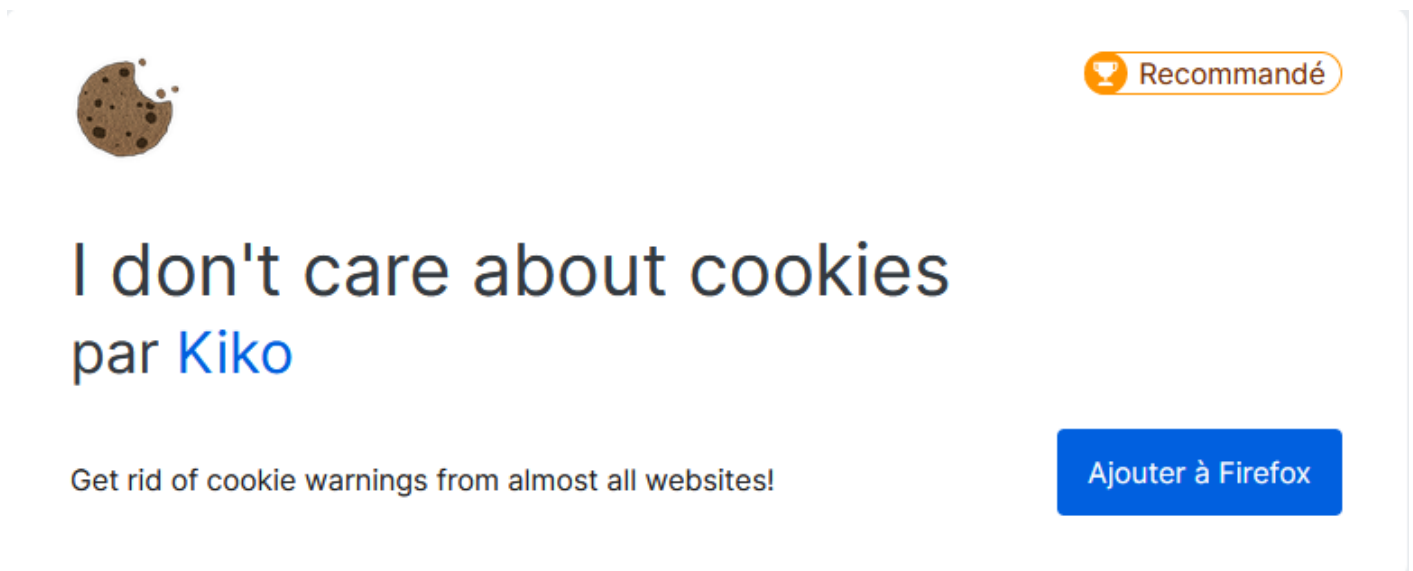 Recommandé
I don't care about cookies
par Kiko
Get rid of cookie warnings from almost all websites!
Ajouter à Firefox